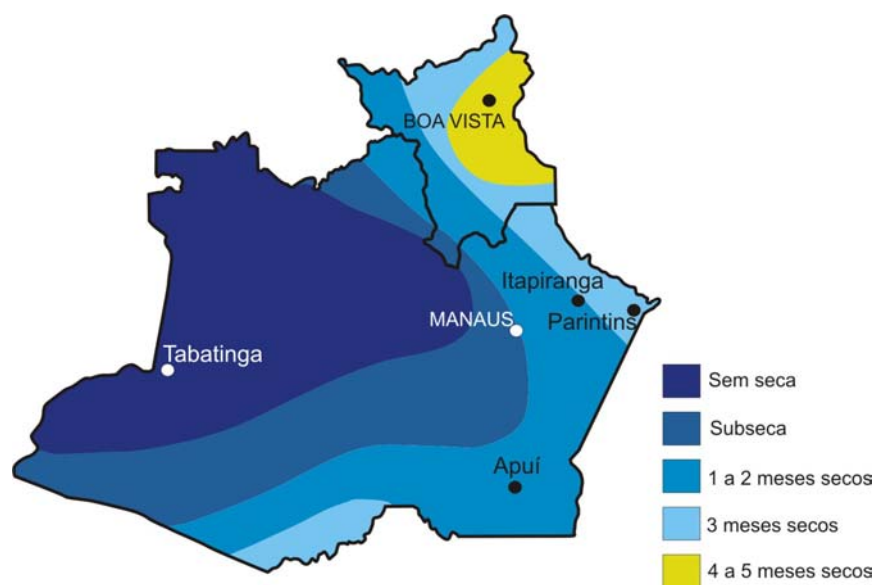 BOA VISTA
Itapiranga
MANAUS
Parintins
Tabatinga
Apuí
Sem seca
Subseca
1 a 2 meses secos
3 meses secos
4 a 5 meses secos